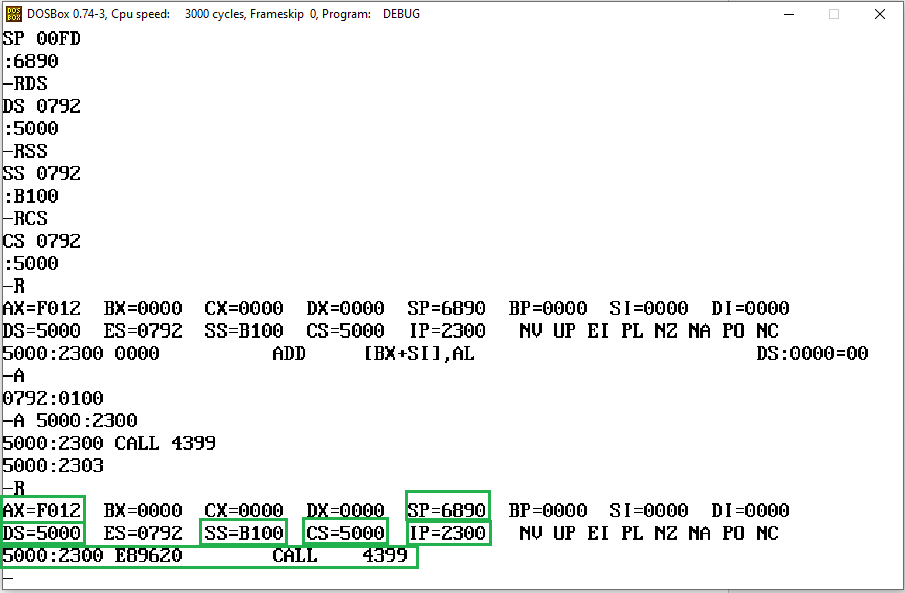 DOSBox 0.74-3, Cpu speed: 3000 cycles, Frameskip 0, Program: DEBUG
SP 00FD
:6890
-RDS
DS 0792
:5000
-RSS
SS 0792
:B100
-RCS
CS 0792
:5000
-R
AX=F012 BX=0000 CX=0000 DX=0000 SP=6890 BP=0000 SI=0000 DI=0000
DS=5000 ES=0792 SS=B100 CS=5000 IP=2300 NV UP EI PL NZ NA PO NC
5000:2300 0000 ADD [BX+SI],AL DS:0000=00
-A
0792:0100
-A 5000:2300
5000:2300 CALL 4399
5000:2303
-R
AX=F012 BX=0000 CX=0000 DX=0000 SP=6890 BP=0000 SI=0000 DI=0000
DS=5000 ES=0792 SS=B100 CS=5000 IP=2300 NV UP EI PL NZ NA PO NC
5000:2300 E89620 CALL 4399
-